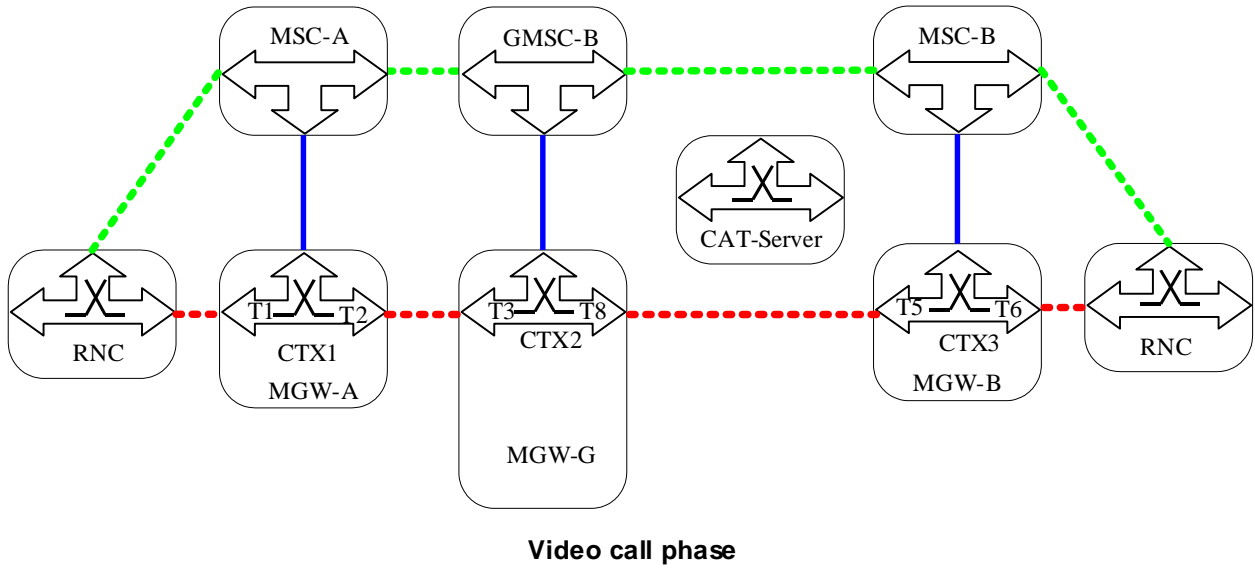 MSC-A
GMSC-B
MSC-B
CAT-Server
T1
T2
T3
T8
T5
T6
RNC
CTX1
CTX2
CTX3
RNC
MGW-A
MGW-B
MGW-G
Video call phase